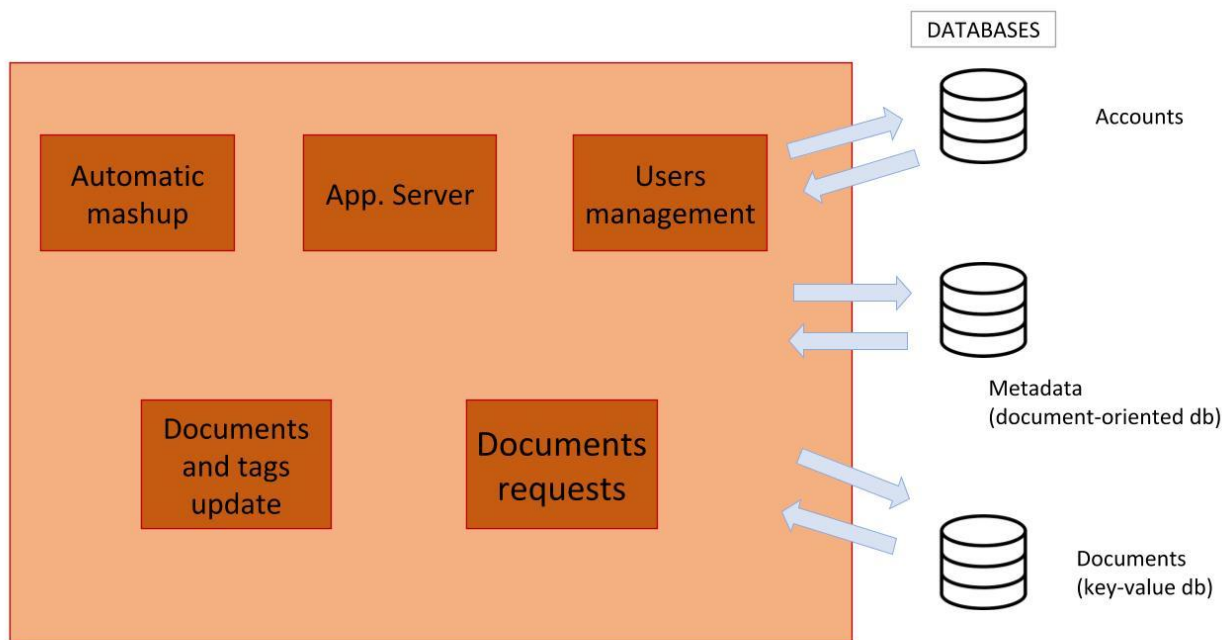 DATABASES
Accounts
Automatic
mashup
App. Server
Users
management
Metadata
(document-oriented db)
Documents
and tags
update
Documents
requests
Documents
(key-value db)